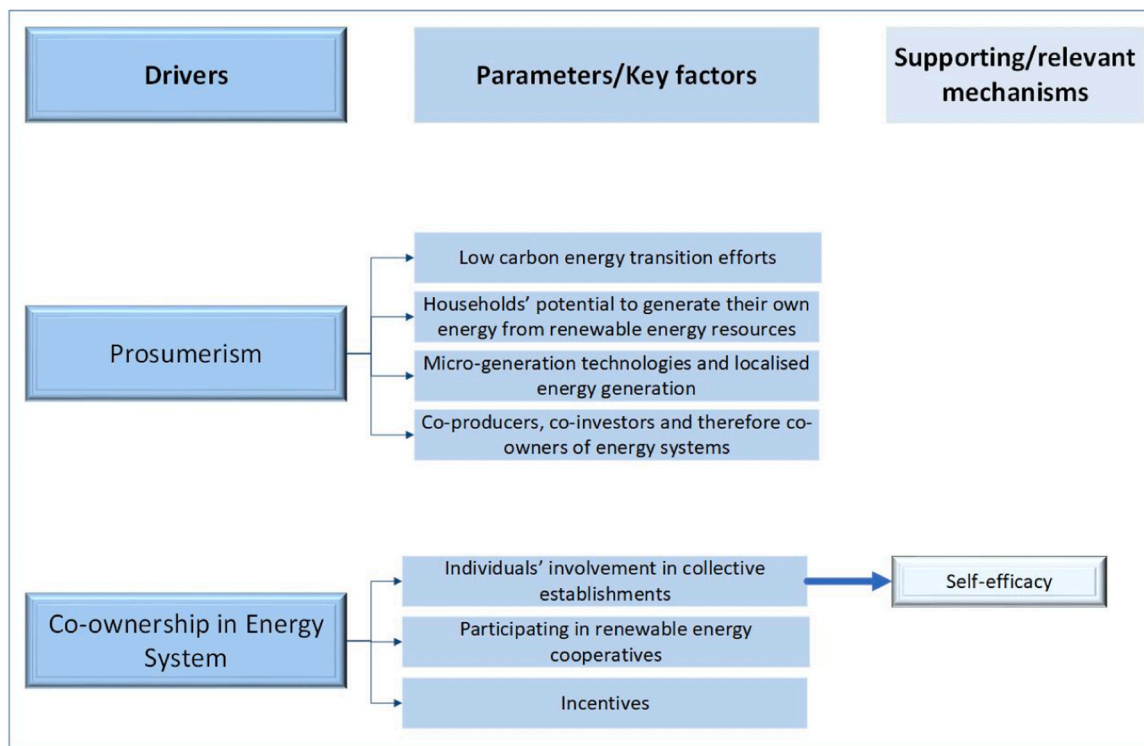 Drivers
Parameters/Key factors
Supporting/relevant
mechanisms
Prosumerism
Low carbon energy transition efforts
Households’ potential to generate their own
energy from renewable energy resources
Micro-generation technologies and localised
energy generation
Co-producers, co-investors and therefore co-
owners of energy systems
Co-ownership in Energy
System
Individuals’ involvement in collective
establishments
Participating in renewable energy
cooperatives
Incentives
Self-efficacy